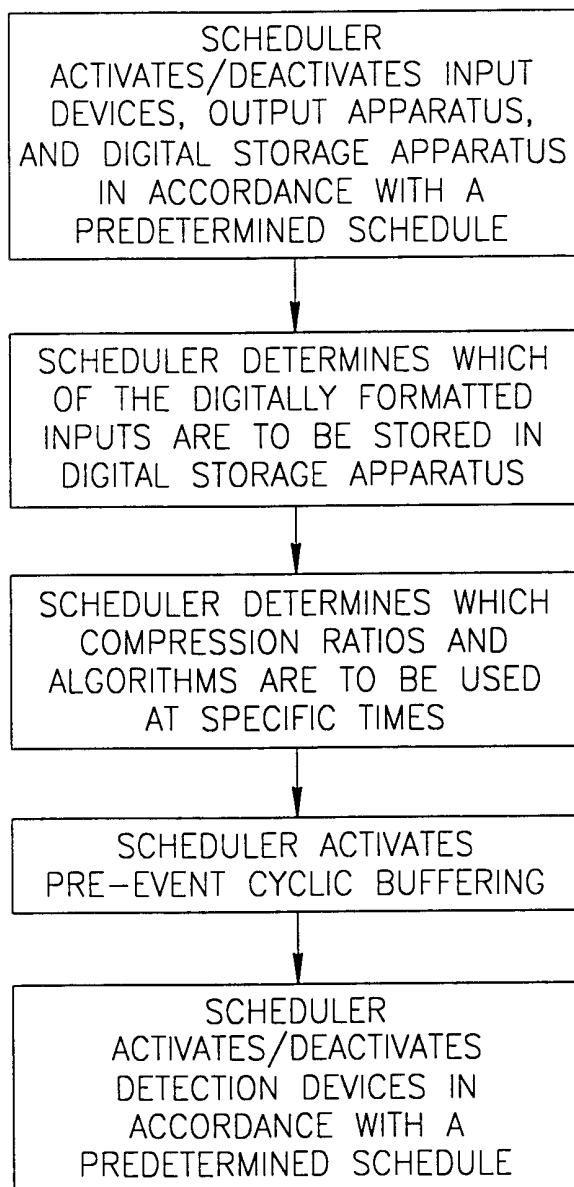 SCHEDULER
ACTIVATES/DEACTIVATES INPUT
DEVICES, OUTPUT APPARATUS,
AND DIGITAL STORAGE APPARATUS
IN ACCORDANCE WITH A
PREDETERMINED SCHEDULE
SCHEDULER DETERMINES WHICH
OF THE DIGITALLY FORMATTED
INPUTS ARE TO BE STORED IN
DIGITAL STORAGE APPARATUS
SCHEDULER DETERMINES WHICH
COMPRESSION RATIOS AND
ALGORITHMS ARE TO BE USED
AT SPECIFIC TIMES
SCHEDULER ACTIVATES
PRE-EVENT CYCLIC BUFFERING
SCHEDULER
ACTIVATES/DEACTIVATES
DETECTION DEVICES IN
ACCORDANCE WITH A
PREDETERMINED SCHEDULE